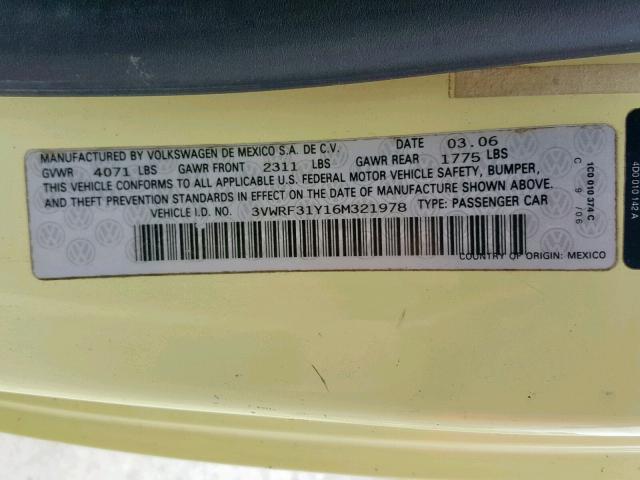 MANUFACTURED BY VOLKSWAGEN DE MEXICO S.A. DE C.V. DATE 03.06
GVWR 4071 LBS GAWR FRONT 2311 LBS GAWR REAR 1775 LBS
THIS VEHICLE CONFORMS TO ALL APPLICABLE U.S. FEDERAL MOTOR VEHICLE SAFETY, BUMPER,
AND THEFT PREVENTION STANDARDS IN EFFECT ON THE DATE OF MANUFACTURE SHOWN ABOVE.
VEHICLE I.D. NO. 3VWRF31Y16M321978 TYPE: PASSENGER CAR
COUNTRY OF ORIGIN: MEXICO
1C0 010 374 C
C 9/06
4D0 010 142 A